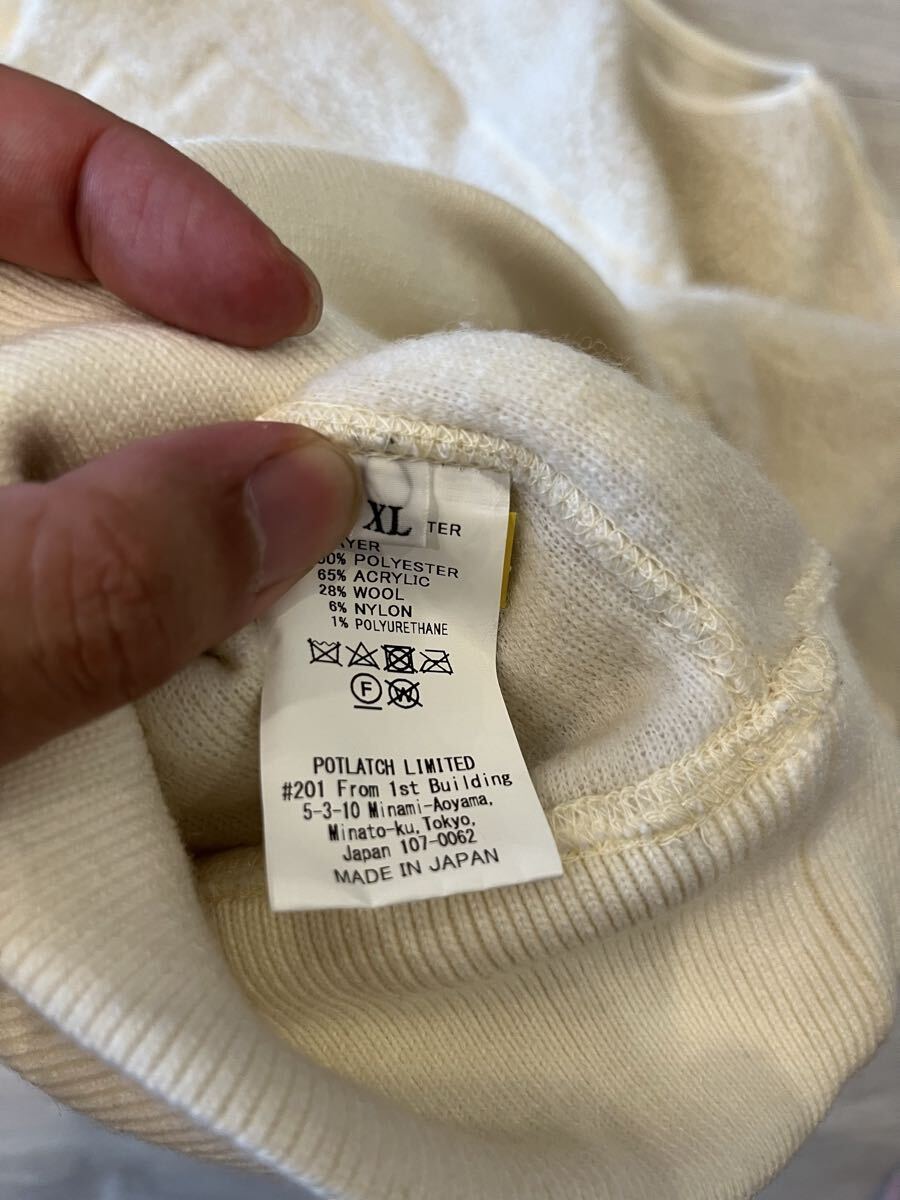 XL
TER
YER
0% POLYESTER
65% ACRYLIC
28% WOOL
6% NYLON
1% POLYURETHANE
F W
POTLATCH LIMITED
#201 From 1st Building
5-3-10 Minami-Aoyama,
Minato-ku, Tokyo,
Japan 107-0062
MADE IN JAPAN